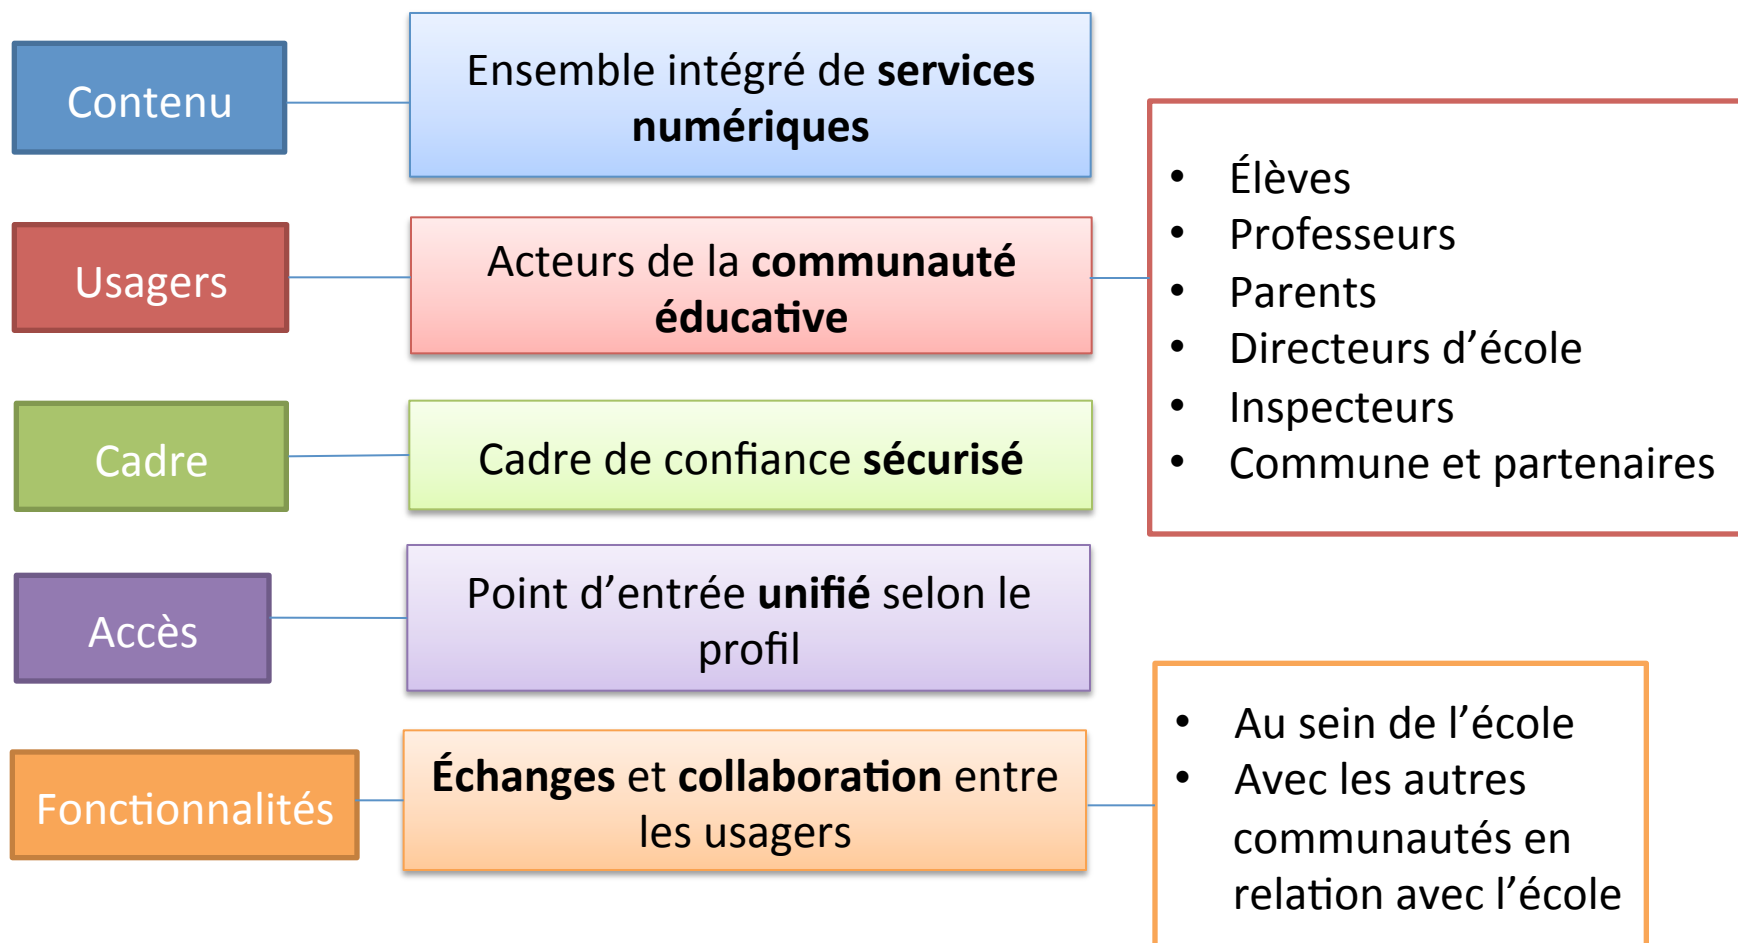 Contenu
Ensemble intégré de services
numériques
Usagers
Acteurs de la communauté
éducative
• Élèves
• Professeurs
• Parents
• Directeurs d’école
• Inspecteurs
• Commune et partenaires
Cadre
Cadre de confiance sécurisé
Accès
Point d’entrée unifié selon le
profil
Fonctionnalités
Échanges et collaboration entre
les usagers
• Au sein de l’école
• Avec les autres
communautés en
relation avec l’école